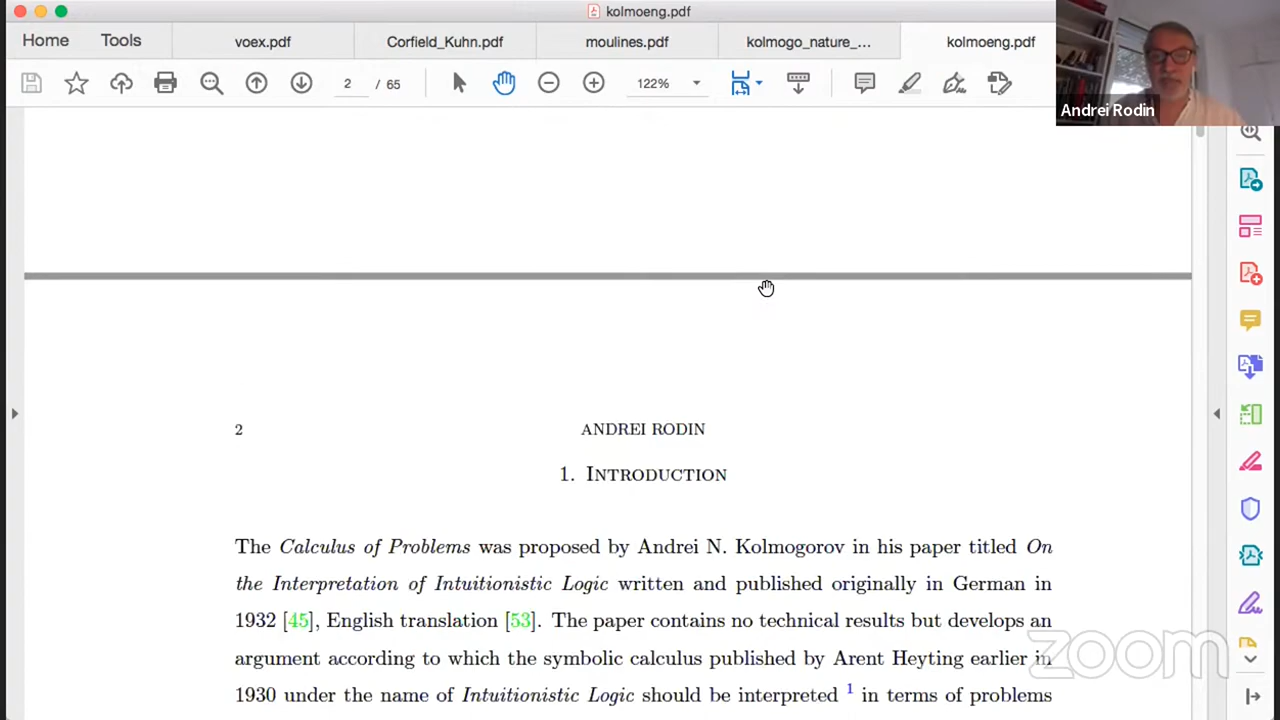 kolmoeng.pdf
Home
Tools
voex.pdf
Corfield_Kuhn.pdf
moulines.pdf
kolmogo_nature_...
kolmoeng.pdf
2 / 65
122%
Andrei Rodin
2
ANDREI RODIN
1. INTRODUCTION
The Calculus of Problems was proposed by Andrei N. Kolmogorov in his paper titled On
the Interpretation of Intuitionistic Logic written and published originally in German in
1932 [45], English translation [53]. The paper contains no technical results but develops an
argument according to which the symbolic calculus published by Arent Heyting earlier in
1930 under the name of Intuitionistic Logic should be interpreted 1 in terms of problems
zoom